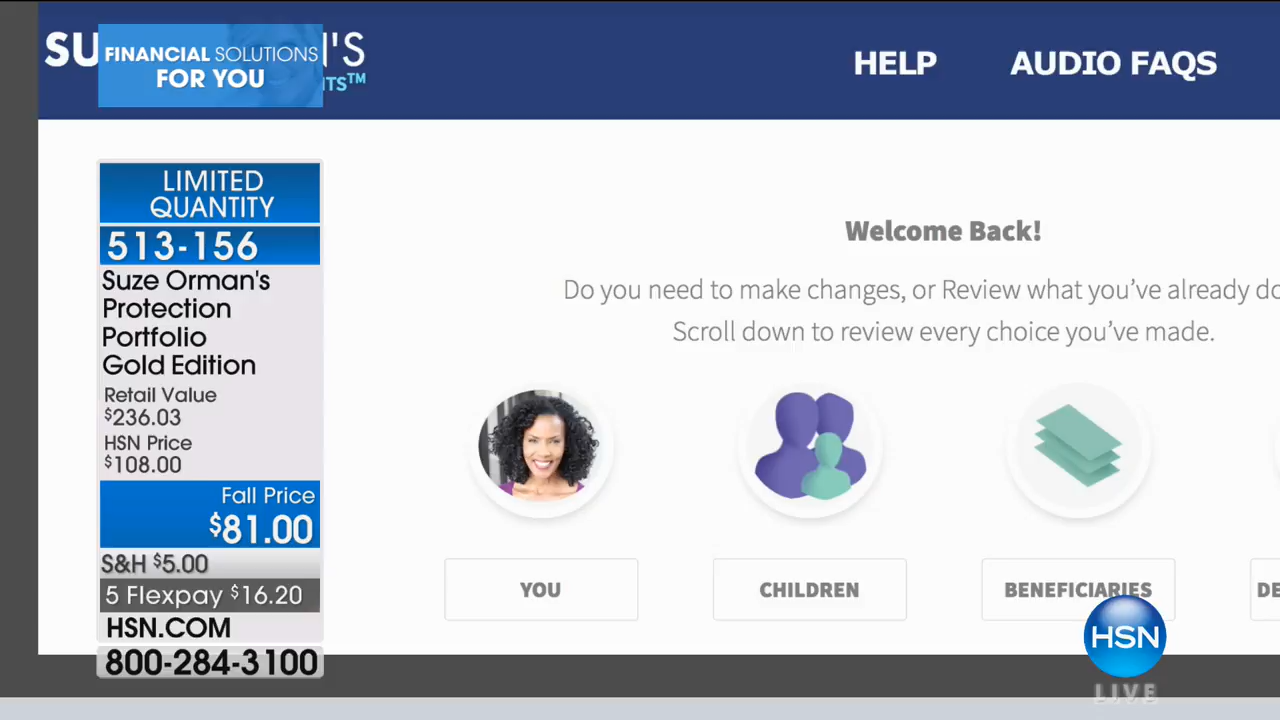 SU
FINANCIAL SOLUTIONS
FOR YOU
N'S
NTS™
HELP
AUDIO FAQS
LIMITED
QUANTITY
513-156
Suze Orman's
Protection
Portfolio
Gold Edition
Retail Value
$236.03
HSN Price
$108.00
Fall Price
$81.00
S&H $5.00
5 Flexpay $16.20
HSN.COM
800-284-3100
Welcome Back!
Do you need to make changes, or Review what you've already do
Scroll down to review every choice you've made.
YOU
CHILDREN
BENEFICIARIES
DE
HSN
LIVE